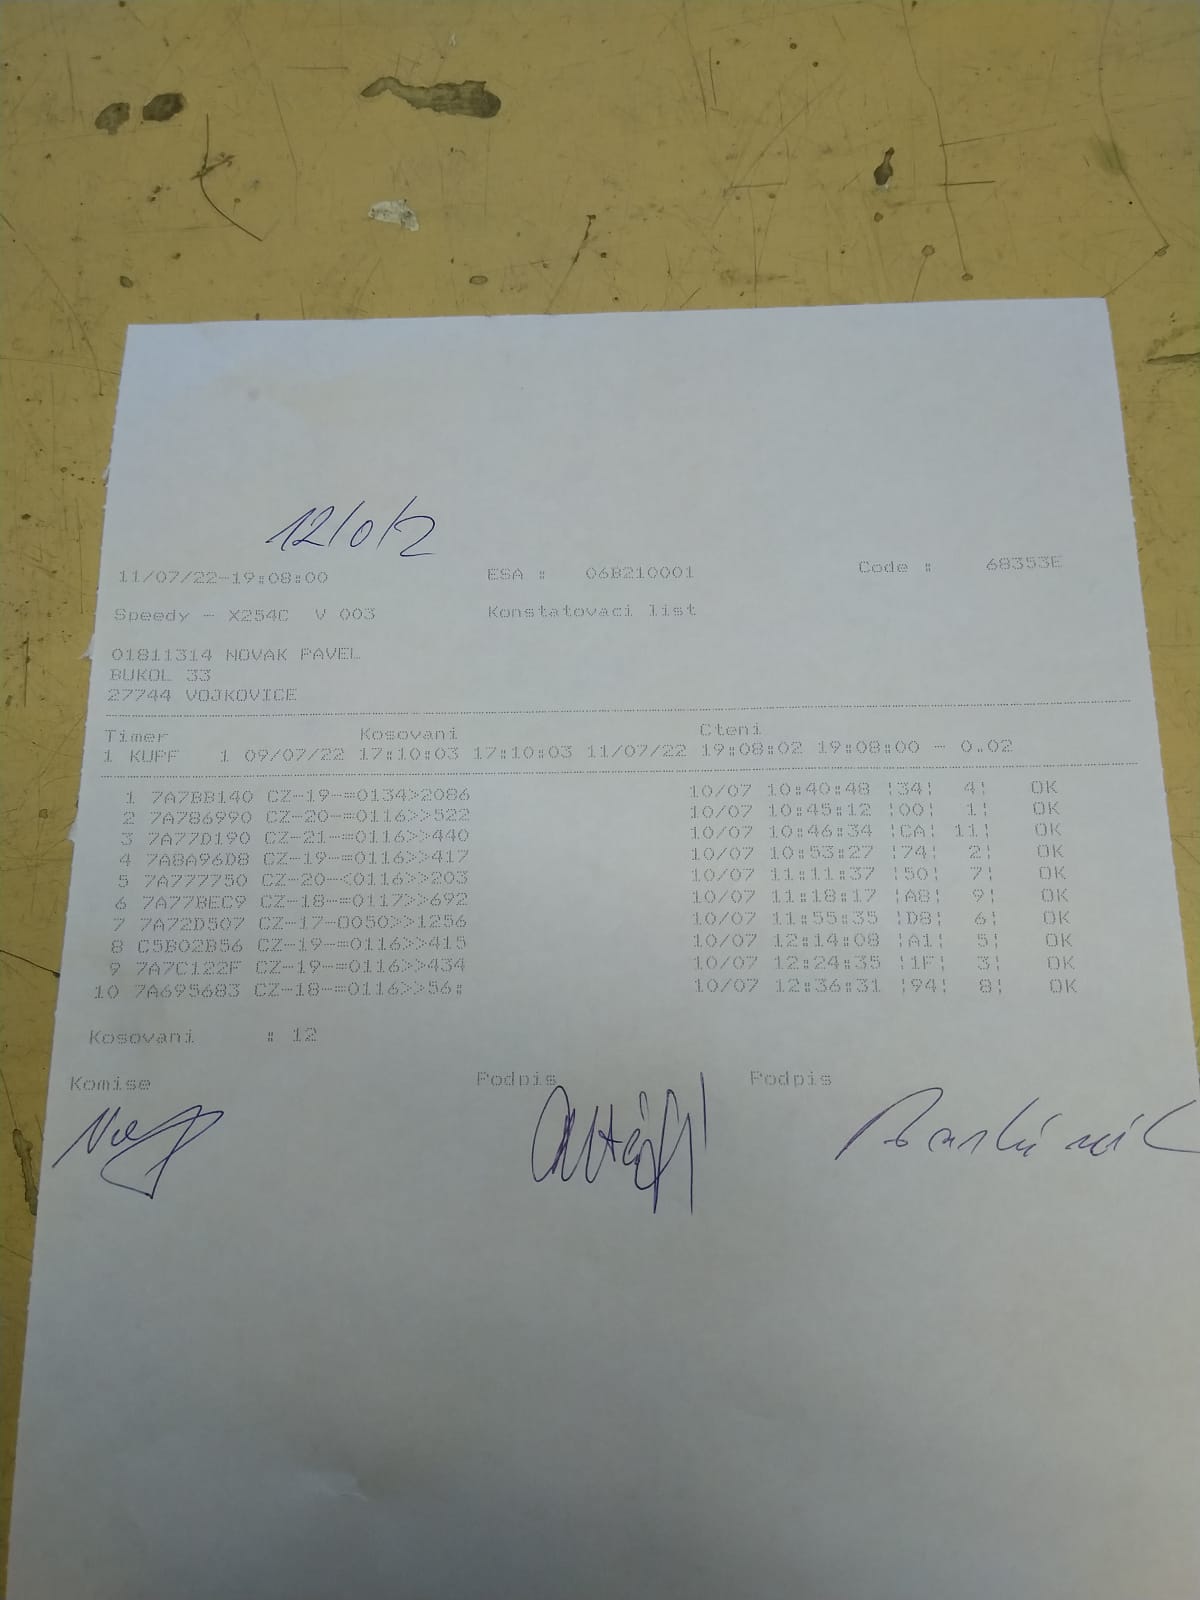 12/0/2
11/07/22-19:08:00 ESA : 06B210001 Code : 68353E
Speedy - X254C V 003 Konstatovaci list
01811314 NOVAK PAVEL
BUKOL 33
27744 VOJKOVICE
Timer Kosovani Cteni
1 KUPF 1 09/07/22 17:10:03 17:10:03 11/07/22 19:08:02 19:08:00 - 0.02
1 7A7BB140 CZ-19-=0134>2086 10/07 10:40:48 ¦34¦ 4¦ OK
2 7A786990 CZ-20-=0116>>522 10/07 10:45:12 ¦00¦ 1¦ OK
3 7A77D190 CZ-21-=0116>>440 10/07 10:46:34 ¦CA¦ 11¦ OK
4 7A8A96D8 CZ-19-=0116>>417 10/07 10:53:27 ¦74¦ 2¦ OK
5 7A777750 CZ-20-<0116>>203 10/07 11:11:37 ¦50¦ 7¦ OK
6 7A77BEC9 CZ-18-=0117>>692 10/07 11:18:17 ¦A8¦ 9¦ OK
7 7A72D507 CZ-17-0050>>1256 10/07 11:55:35 ¦D8¦ 6¦ OK
8 C5B02B56 CZ-19-=0116>>415 10/07 12:14:08 ¦A1¦ 5¦ OK
9 7A7C122F CZ-19-=0116>>434 10/07 12:24:35 ¦1F¦ 3¦ OK
10 7A695683 CZ-18-=0116>>56: 10/07 12:36:31 ¦94¦ 8¦ OK
Kosovani : 12
Komise Podpis Podpis